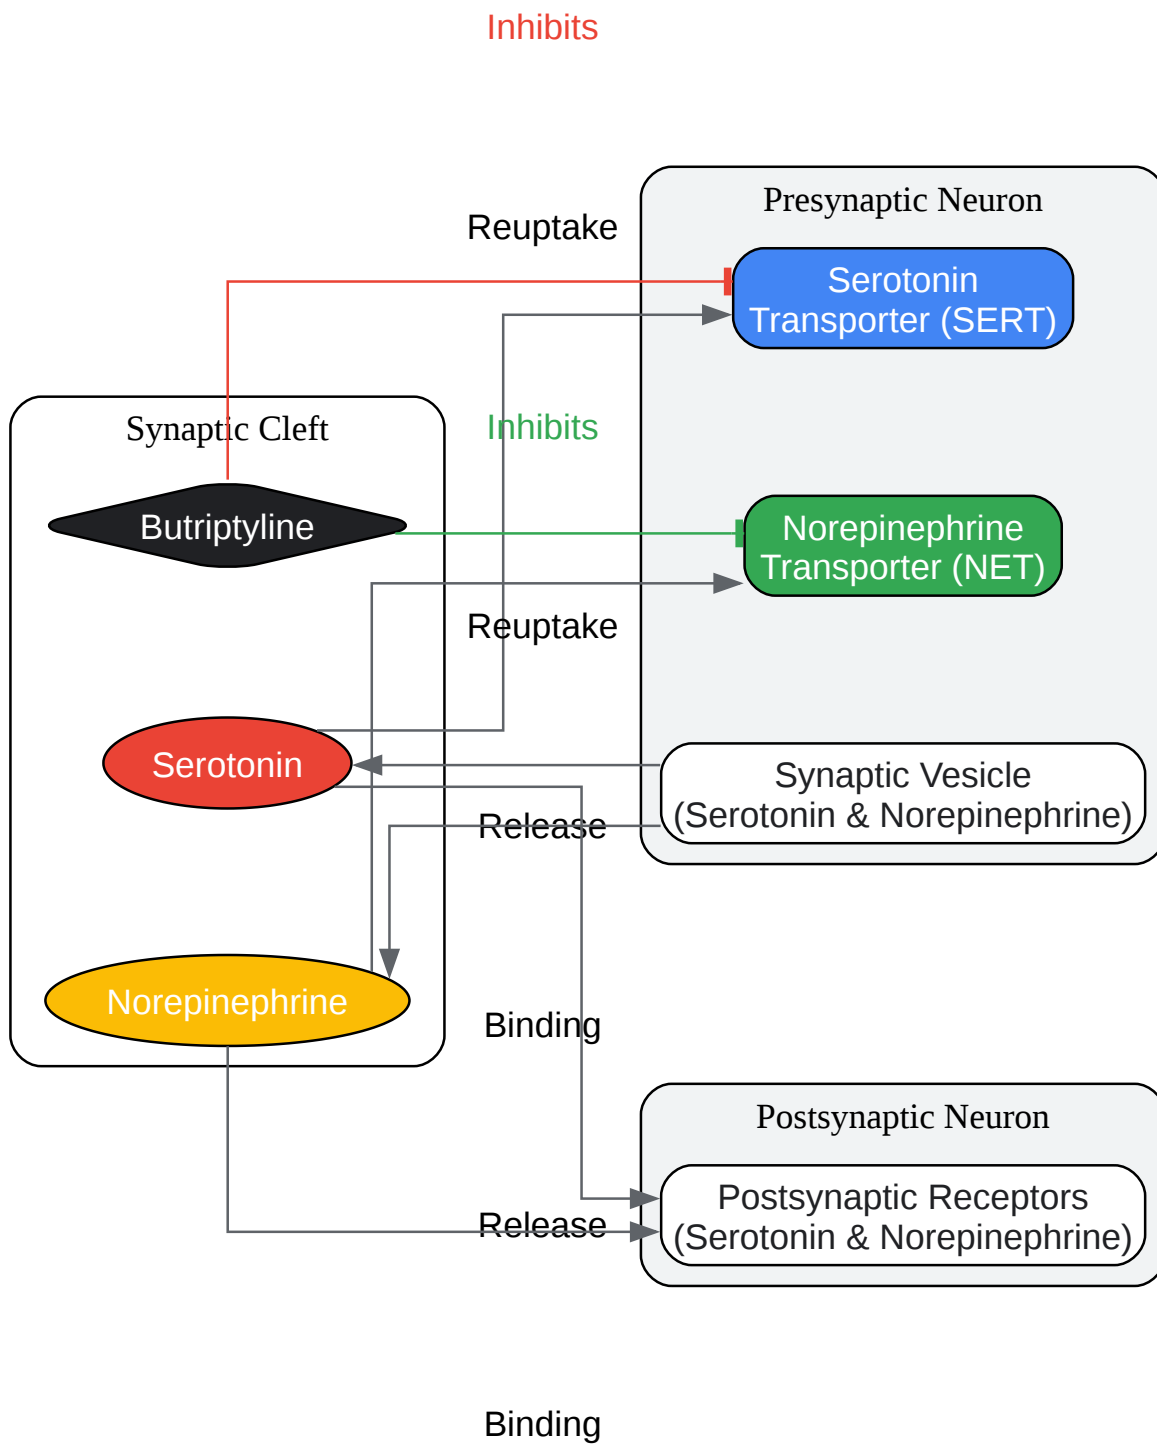 Inhibits
Presynaptic Neuron
Reuptake
Serotonin
Transporter (SERT)
Synaptic Cleft
Inhibits
Butriptyline
Norepinephrine
Transporter (NET)
Reuptake
Serotonin
Synaptic Vesicle
(Serotonin & Norepinephrine)
Release
Norepinephrine
Binding
Postsynaptic Neuron
Postsynaptic Receptors
(Serotonin & Norepinephrine)
Release
Binding